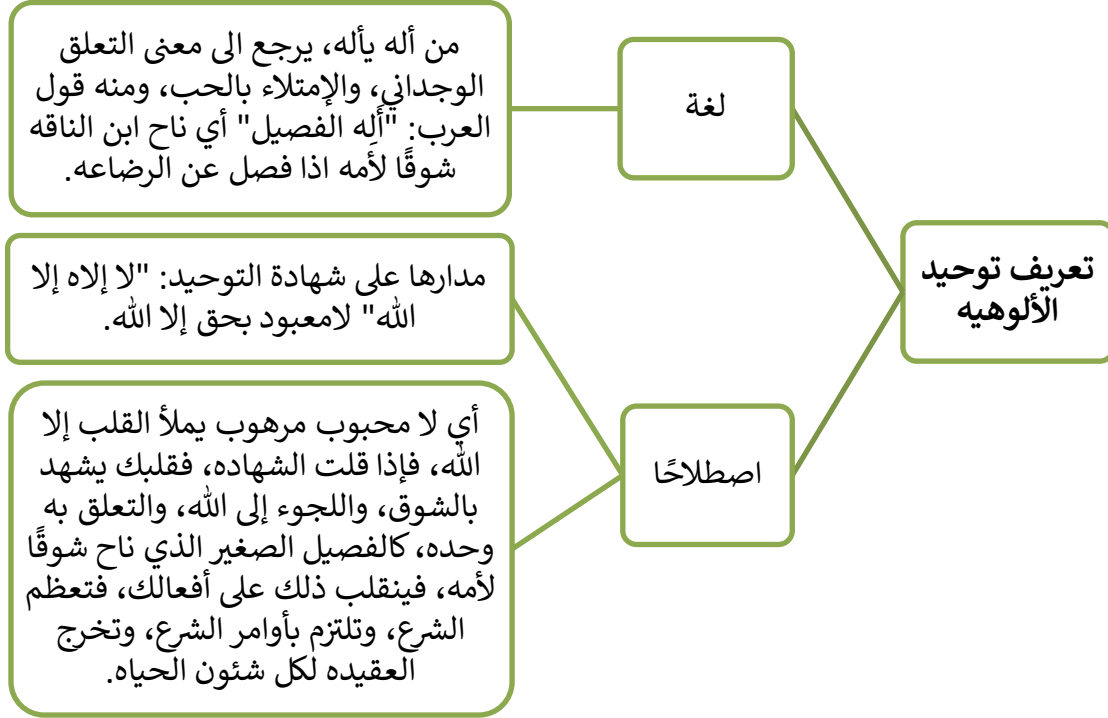 تعريف توحيد
الألوهيه
لغة
من أله يأله، يرجع الى معنى التعلق
الوجداني، والإمتلاء بالحب، ومنه قول
العرب: "أَلِه الفصيل" أي ناح ابن الناقه
شوقًا لأمه اذا فصل عن الرضاعه.
اصطلاحًا
مدارها على شهادة التوحيد: "لا إلاه إلا
الله" لامعبود بحق إلا الله.
أي لا محبوب مرهوب يملأ القلب إلا
الله، فإذا قلت الشهاده، فقلبك يشهد
بالشوق، واللجوء إلى الله، والتعلق به
وحده، كالفصيل الصغير الذي ناح شوقًا
لأمه، فينقلب ذلك على أفعالك، فتعظم
الشرع، وتلتزم بأوامر الشرع، وتخرج
العقيده لكل شئون الحياه.